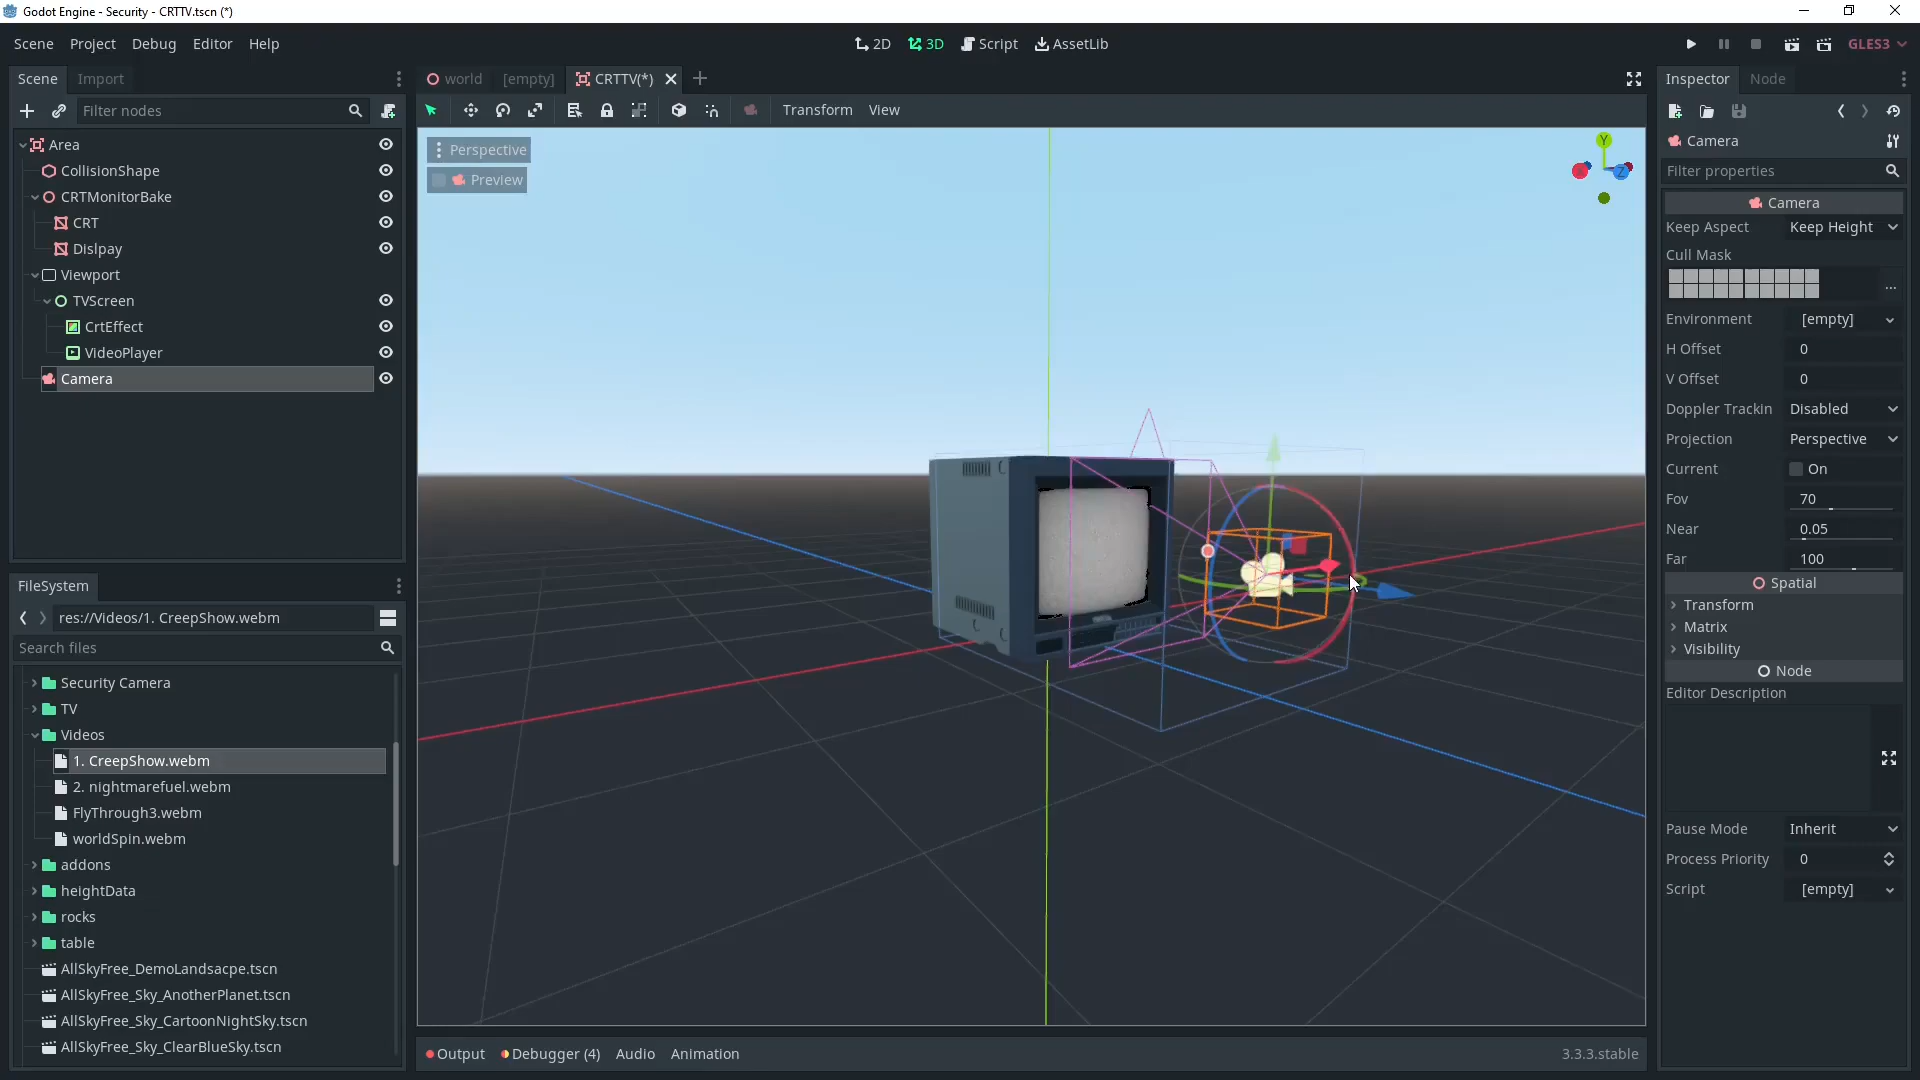 Godot Engine - Security - CRTTV.tscn (*)
Scene Project Debug Editor Help
2D 3D Script AssetLib
GLES3
Scene Import
Filter nodes
Area
CollisionShape
CRTMonitorBake
CRT
Dislpay
Viewport
TVScreen
CrtEffect
VideoPlayer
Camera
FileSystem
res://Videos/1. CreepShow.webm
Search files
Security Camera
TV
Videos
1. CreepShow.webm
2. nightmarefuel.webm
FlyThrough3.webm
worldSpin.webm
addons
heightData
rocks
table
AllSkyFree_DemoLandsacpe.tscn
AllSkyFree_Sky_AnotherPlanet.tscn
AllSkyFree_Sky_CartoonNightSky.tscn
AllSkyFree_Sky_ClearBlueSky.tscn
world [empty] CRTTV(*)
Transform View
Perspective
Preview
Y
Z
Output Debugger (4) Audio Animation 3.3.3.stable
Inspector Node
Camera
Filter properties
Camera
Keep Aspect Keep Height
Cull Mask
...
Environment [empty]
H Offset 0
V Offset 0
Doppler Trackin Disabled
Projection Perspective
Current On
Fov 70
Near 0.05
Far 100
Spatial
Transform
Matrix
Visibility
Node
Editor Description
Pause Mode Inherit
Process Priority 0
Script [empty]